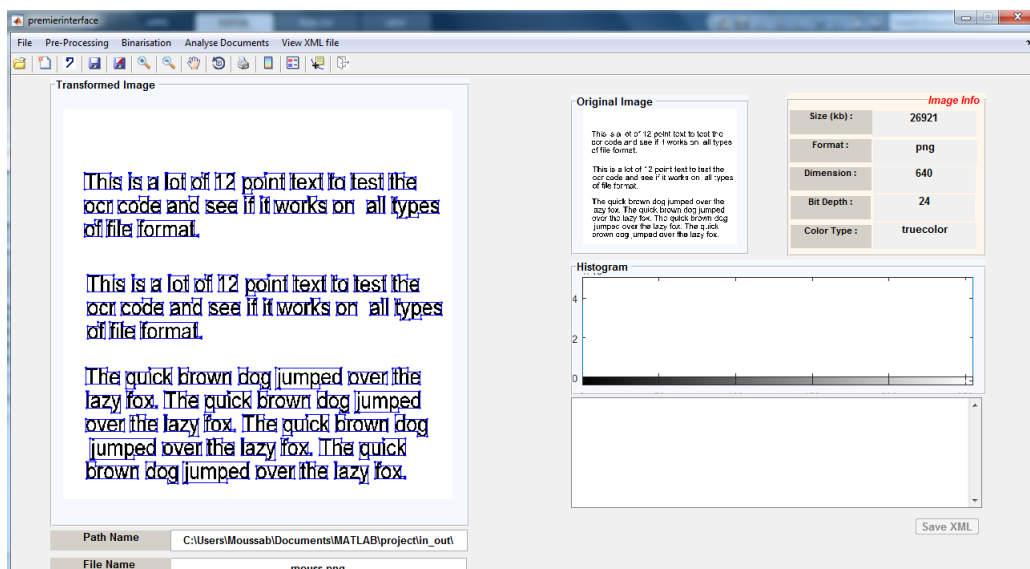 premierinterface
File Pre-Processing Binarisation Analyse Documents View XML file
Transformed Image
This is a lot of 12 point text to test the
ocr code and see if it works on all types
of file format.
This is a lot of 12 point text to test the
ocr code and see if it works on all types
of file format.
The quick brown dog jumped over the
lazy fox. The quick brown dog jumped
over the lazy fox. The quick brown dog
jumped over the lazy fox. The quick
brown dog jumped over the lazy fox.
Path Name C:\Users\Moussab\Documents\MATLAB\project\in_out\
File Name mouss.png
Original Image
This is a lot of 12 point text to test the
ocr code and see if it works on all types
of file format.
This is a lot of 12 point text to test the
ocr code and see if it works on all types
of file format.
The quick brown dog jumped over the
lazy fox. The quick brown dog jumped
over the lazy fox. The quick brown dog
jumped over the lazy fox. The quick
brown dog jumped over the lazy fox.
Image Info
Size (kb) : 26921
Format : png
Dimension : 640
Bit Depth : 24
Color Type : truecolor
Histogram
4
2
0
Save XML